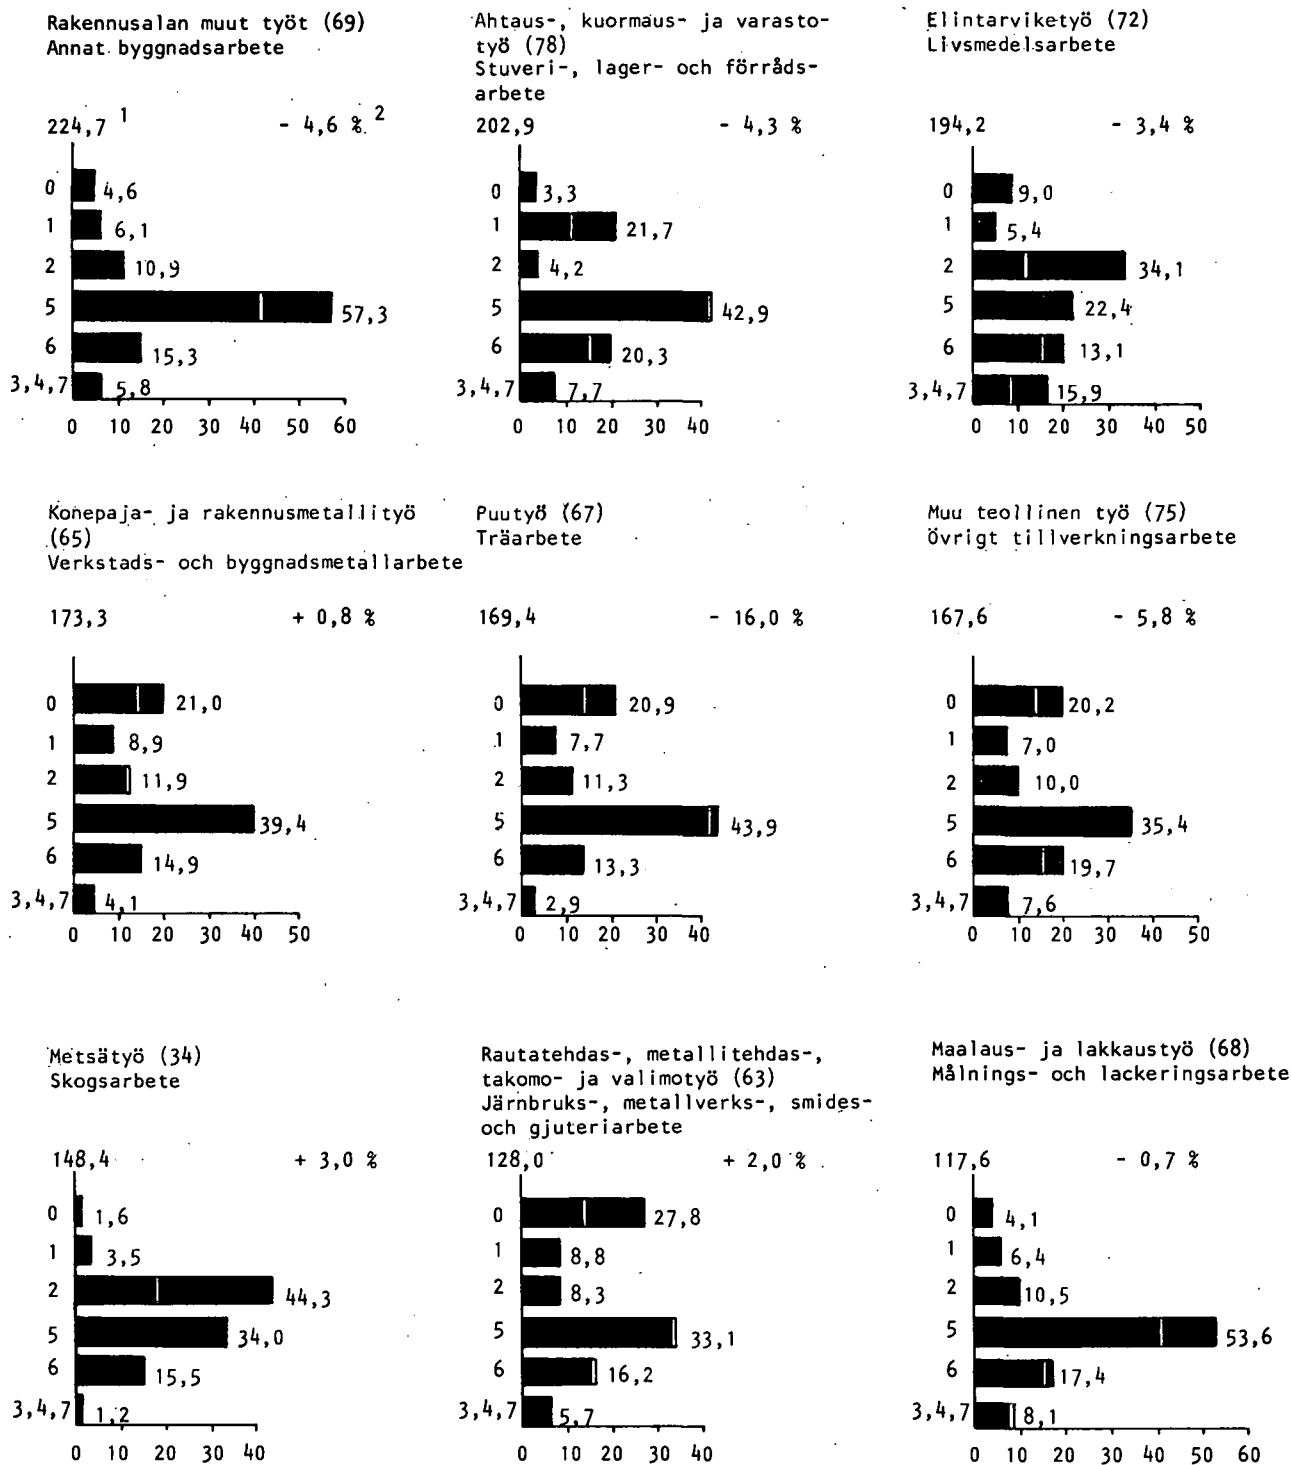 Rakennusalan muut työt (69)
Annat byggnadsarbete
224,7 ¹ - 4,6 % ²
0 4,6
1 6,1
2 10,9
5 57,3
6 15,3
3,4,7 5,8
0 10 20 30 40 50 60
Ahtaus-, kuormaus- ja varasto-
työ (78)
Stuveri-, lager- och förråds-
arbete
202,9 - 4,3 %
0 3,3
1 21,7
2 4,2
5 42,9
6 20,3
3,4,7 7,7
0 10 20 30 40
Elintarviketyö (72)
Livsmedelsarbete
194,2 - 3,4 %
0 9,0
1 5,4
2 34,1
5 22,4
6 13,1
3,4,7 15,9
0 10 20 30 40 50
Konepaja- ja rakennusmetallityö
(65)
Verkstads- och byggnadsmetallarbete
173,3 + 0,8 %
0 21,0
1 8,9
2 11,9
5 39,4
6 14,9
3,4,7 4,1
0 10 20 30 40 50
Puutyö (67)
Träarbete
169,4 - 16,0 %
0 20,9
1 7,7
2 11,3
5 43,9
6 13,3
3,4,7 2,9
0 10 20 30 40
Muu teollinen työ (75)
Övrigt tillverkningsarbete
167,6 - 5,8 %
0 20,2
1 7,0
2 10,0
5 35,4
6 19,7
3,4,7 7,6
0 10 20 30 40 50
Metsätyö (34)
Skogsarbete
148,4 + 3,0 %
0 1,6
1 3,5
2 44,3
5 34,0
6 15,5
3,4,7 1,2
0 10 20 30 40
Rautatehdas-, metallitehdas-,
takomo- ja valimotyö (63)
Järnbruks-, metallverks-, smides-
och gjuteriarbete
128,0 + 2,0 %
0 27,8
1 8,8
2 8,3
5 33,1
6 16,2
3,4,7 5,7
0 10 20 30 40
Maalaus- ja lakkaustyö (68)
Målnings- och lackeringsarbete
117,6 - 0,7 %
0 4,1
1 6,4
2 10,5
5 53,6
6 17,4
3,4,7 8,1
0 10 20 30 40 50 60